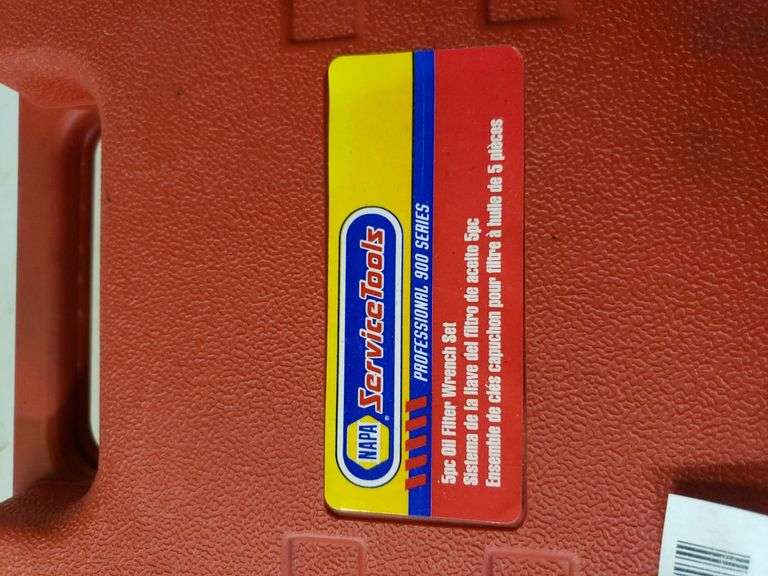 NAPA ServiceTools
PROFESSIONAL 900 SERIES
5pc Oil Filter Wrench Set
Sistema de la llave del filtro de aceite 5pc
Ensemble de clés capuchon pour filtre à huile de 5 pièces